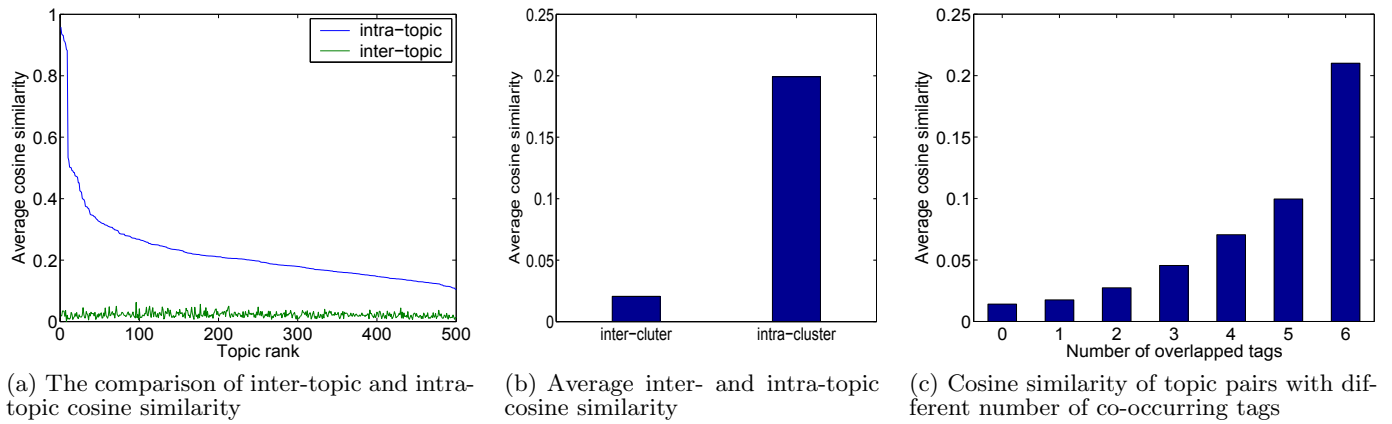 1
0.8
0.6
0.4
0.2
0
Average cosine similarity
intra−topic
inter−topic
0
100
200
300
400
500
Topic rank
(a) The comparison of inter-topic and intra-
topic cosine similarity
0.25
0.2
0.15
0.1
0.05
0
Average cosine similarity
inter-cluter
intra-cluster
(b) Average inter- and intra-topic
cosine similarity
0.25
0.2
0.15
0.1
0.05
0
Average cosine similarity
0 1 2 3 4 5 6
Number of overlapped tags
(c) Cosine similarity of topic pairs with dif-
ferent number of co-occurring tags